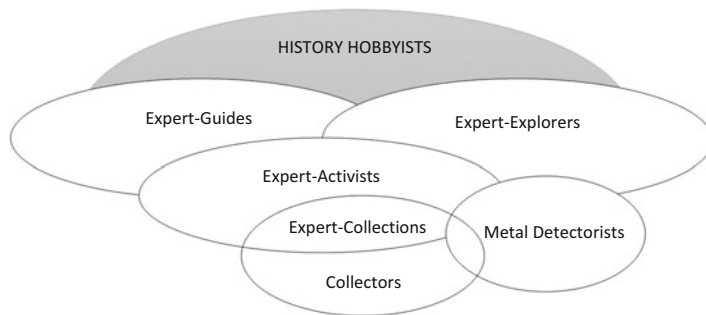 HISTORY HOBBYISTS
Expert-Guides
Expert-Explorers
Expert-Activists
Expert-Collections
Metal Detectorists
Collectors